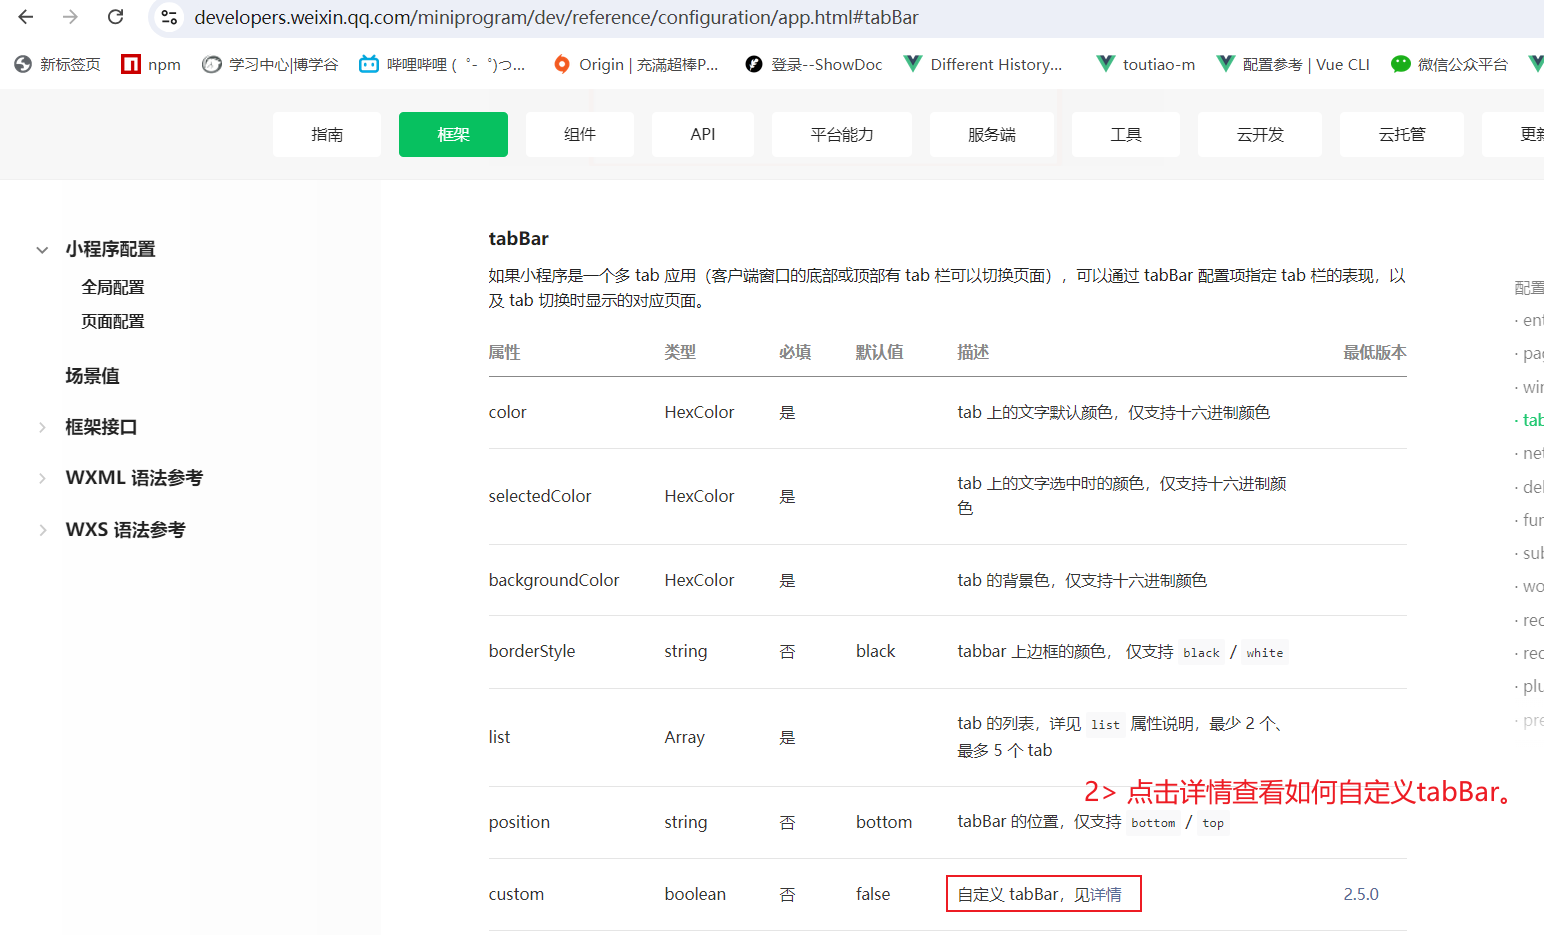 developers.weixin.qq.com/miniprogram/dev/reference/configuration/app.html#tabBar
新标签页 npm 学习中心|博学谷 哔哩哔哩 ( ゜- ゜)つ... Origin | 充滿超棒P... 登录--ShowDoc Different History... toutiao-m 配置参考 | Vue CLI 微信公众平台
指南 框架 组件 API 平台能力 服务端 工具 云开发 云托管 更新
小程序配置
全局配置
页面配置
场景值
框架接口
WXML 语法参考
WXS 语法参考
tabBar
如果小程序是一个多 tab 应用（客户端窗口的底部或顶部有 tab 栏可以切换页面），可以通过 tabBar 配置项指定 tab 栏的表现，以
及 tab 切换时显示的对应页面。
属性 类型 必填 默认值 描述 最低版本
color HexColor 是 tab 上的文字默认颜色，仅支持十六进制颜色
selectedColor HexColor 是 tab 上的文字选中时的颜色，仅支持十六进制颜
色
backgroundColor HexColor 是 tab 的背景色，仅支持十六进制颜色
borderStyle string 否 black tabbar 上边框的颜色， 仅支持 black / white
list Array 是 tab 的列表，详见 list 属性说明，最少 2 个、
最多 5 个 tab
2> 点击详情查看如何自定义tabBar。
position string 否 bottom tabBar 的位置，仅支持 bottom / top
custom boolean 否 false 自定义 tabBar，见详情 2.5.0
配置
· ent
· pag
· win
· tab
· net
· deb
· fun
· sub
· wo
· rec
· rec
· plu
· pre